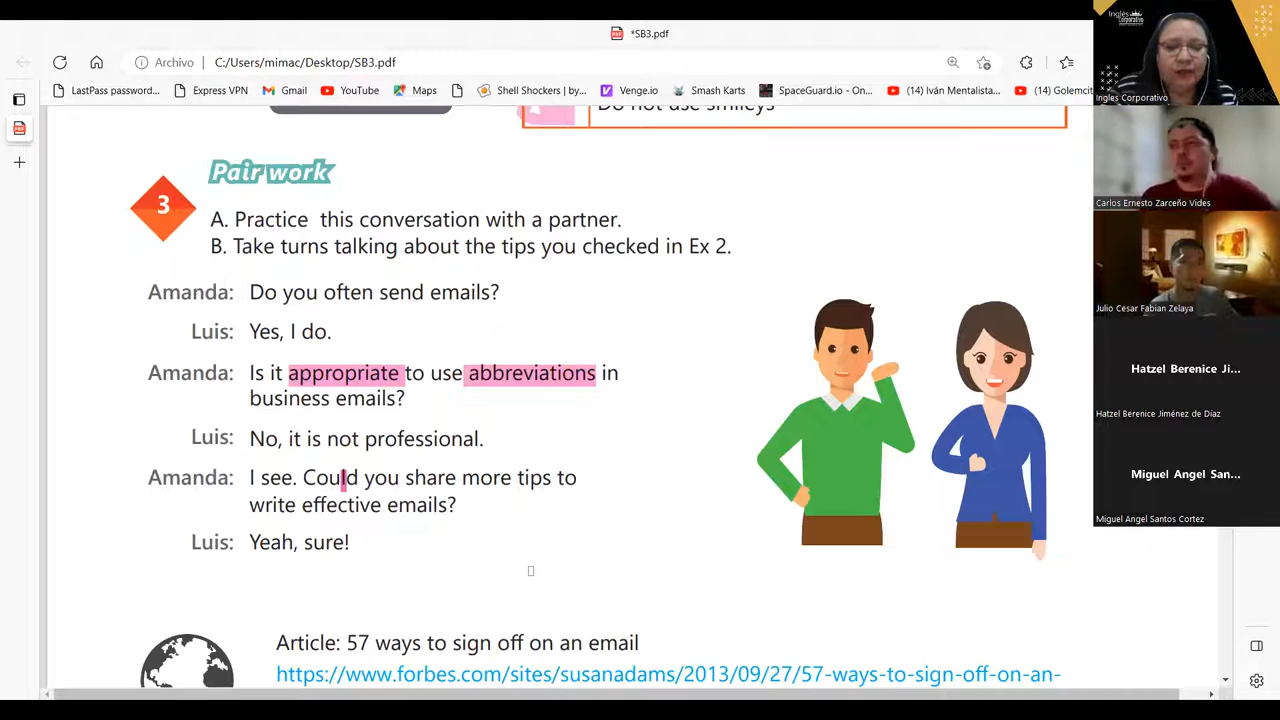 *SB3.pdf
Archivo C:/Users/mimac/Desktop/SB3.pdf
LastPass password... Express VPN Gmail YouTube Maps Shell Shockers | by... Venge.io Smash Karts SpaceGuard.io - On... (14) Iván Mentalista... (14) Golemcit
Do not use smileys
Pair work
3
A. Practice this conversation with a partner.
B. Take turns talking about the tips you checked in Ex 2.
Amanda: Do you often send emails?
Luis: Yes, I do.
Amanda: Is it appropriate to use abbreviations in
business emails?
Luis: No, it is not professional.
Amanda: I see. Could you share more tips to
write effective emails?
Luis: Yeah, sure!
Article: 57 ways to sign off on an email
https://www.forbes.com/sites/susanadams/2013/09/27/57-ways-to-sign-off-on-an-
Inglés
Corporativo
Ingles Corporativo
Carlos Ernesto Zarceño Vides
Julio Cesar Fabian Zelaya
Hatzel Berenice Ji...
Hatzel Berenice Jiménez de Díaz
Miguel Angel San...
Miguel Angel Santos Cortez